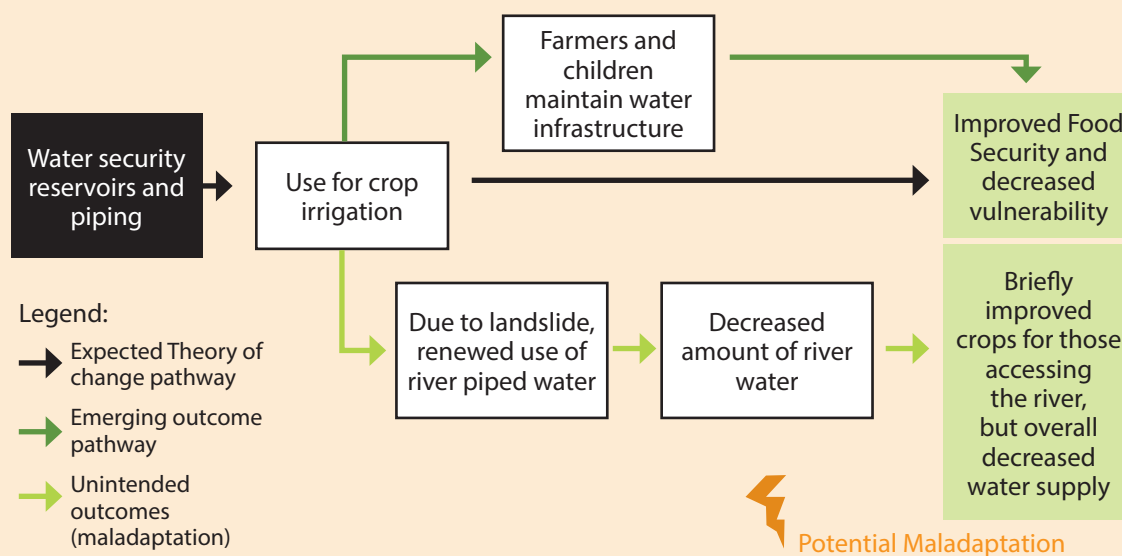 Farmers and
children
maintain water
infrastructure
Water security
reservoirs and
piping
Use for crop
irrigation
Improved Food
Security and
decreased
vulnerability
Due to landslide,
renewed use of
river piped water
Decreased
amount of river
water
Briefly
improved
crops for those
accessing
the river,
but overall
decreased
water supply
Legend:
Expected Theory of
change pathway
Emerging outcome
pathway
Unintended
outcomes
(maladaptation)
Potential Maladaptation